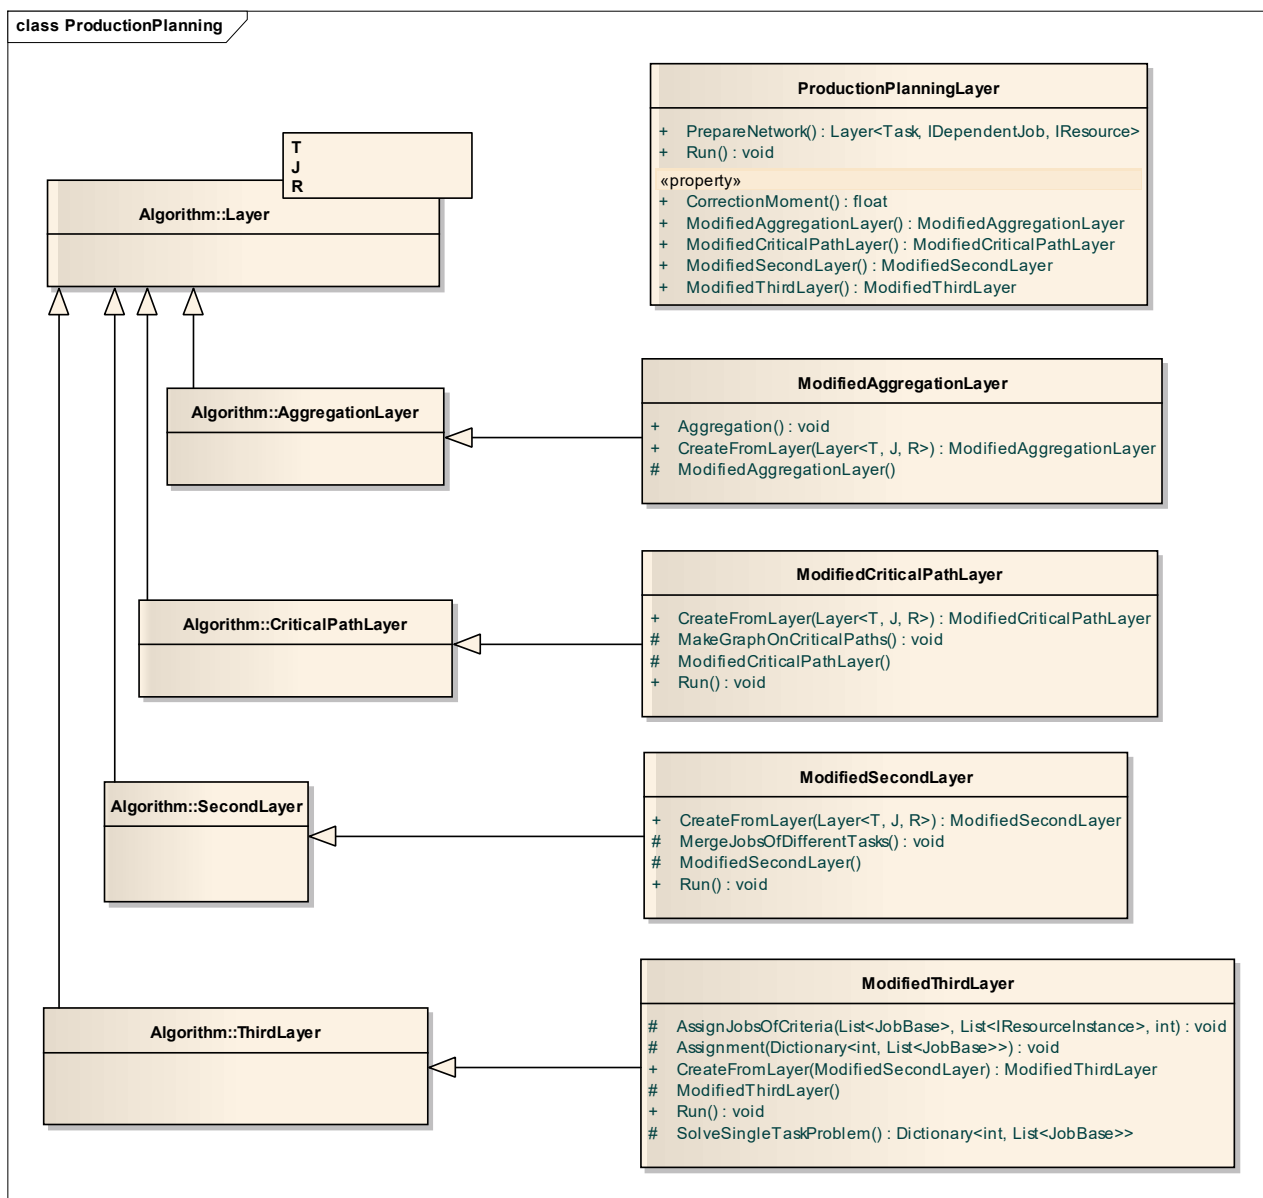 class ProductionPlanning
ProductionPlanningLayer
+ PrepareNetwork() : Layer<Task, IDependentJob, IResource>
+ Run() : void
«property»
+ CorrectionMoment() : float
+ ModifiedAggregationLayer() : ModifiedAggregationLayer
+ ModifiedCriticalPathLayer() : ModifiedCriticalPathLayer
+ ModifiedSecondLayer() : ModifiedSecondLayer
+ ModifiedThirdLayer() : ModifiedThirdLayer
T
J
R
Algorithm::Layer
Algorithm::AggregationLayer
ModifiedAggregationLayer
+ Aggregation() : void
+ CreateFromLayer(Layer<T, J, R>) : ModifiedAggregationLayer
# ModifiedAggregationLayer()
Algorithm::CriticalPathLayer
ModifiedCriticalPathLayer
+ CreateFromLayer(Layer<T, J, R>) : ModifiedCriticalPathLayer
# MakeGraphOnCriticalPaths() : void
# ModifiedCriticalPathLayer()
+ Run() : void
Algorithm::SecondLayer
ModifiedSecondLayer
+ CreateFromLayer(Layer<T, J, R>) : ModifiedSecondLayer
# MergeJobsOfDifferentTasks() : void
# ModifiedSecondLayer()
+ Run() : void
Algorithm::ThirdLayer
ModifiedThirdLayer
# AssignJobsOfCriteria(List<JobBase>, List<IResourceInstance>, int) : void
# Assignment(Dictionary<int, List<JobBase>>) : void
+ CreateFromLayer(ModifiedSecondLayer) : ModifiedThirdLayer
# ModifiedThirdLayer()
+ Run() : void
# SolveSingleTaskProblem() : Dictionary<int, List<JobBase>>